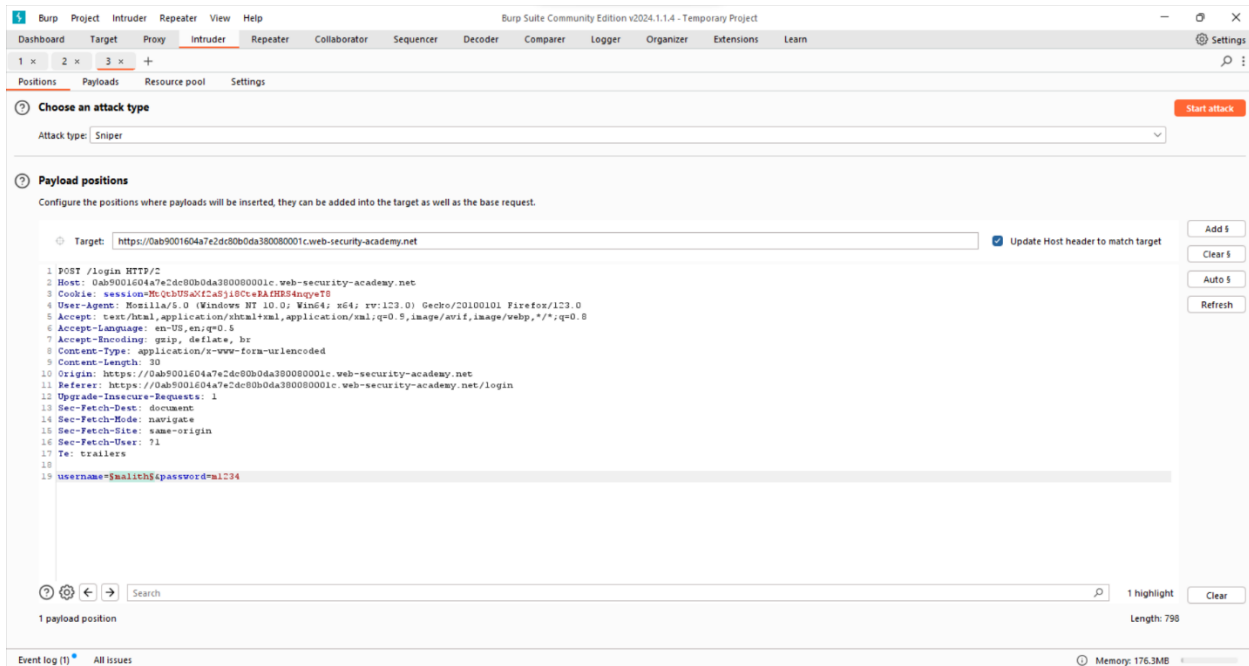 Burp Project Intruder Repeater View Help Burp Suite Community Edition v2024.1.1.4 - Temporary Project
Dashboard Target Proxy Intruder Repeater Collaborator Sequencer Decoder Comparer Logger Organizer Extensions Learn Settings
1 × 2 × 3 × +
Positions Payloads Resource pool Settings
? Choose an attack type Start attack
Attack type: Sniper
? Payload positions
Configure the positions where payloads will be inserted, they can be added into the target as well as the base request.
Target: https://0ab9001604a7e2dc80b0da380080001c.web-security-academy.net Update Host header to match target Add §
Clear §
Auto §
Refresh
1 POST /login HTTP/2
2 Host: 0ab9001604a7e2dc80b0da380080001c.web-security-academy.net
3 Cookie: session=MtQtbUSaXf2aSji8CteRAfHRS4nqyeT8
4 User-Agent: Mozilla/5.0 (Windows NT 10.0; Win64; x64; rv:123.0) Gecko/20100101 Firefox/123.0
5 Accept: text/html,application/xhtml+xml,application/xml;q=0.9,image/avif,image/webp,*/*;q=0.8
6 Accept-Language: en-US,en;q=0.5
7 Accept-Encoding: gzip, deflate, br
8 Content-Type: application/x-www-form-urlencoded
9 Content-Length: 30
10 Origin: https://0ab9001604a7e2dc80b0da380080001c.web-security-academy.net
11 Referer: https://0ab9001604a7e2dc80b0da380080001c.web-security-academy.net/login
12 Upgrade-Insecure-Requests: 1
13 Sec-Fetch-Dest: document
14 Sec-Fetch-Mode: navigate
15 Sec-Fetch-Site: same-origin
16 Sec-Fetch-User: ?1
17 Te: trailers
18
19 username=§malith§&password=m1234
? Search 1 highlight Clear
1 payload position Length: 798
Event log (1) All issues Memory: 176.3MB